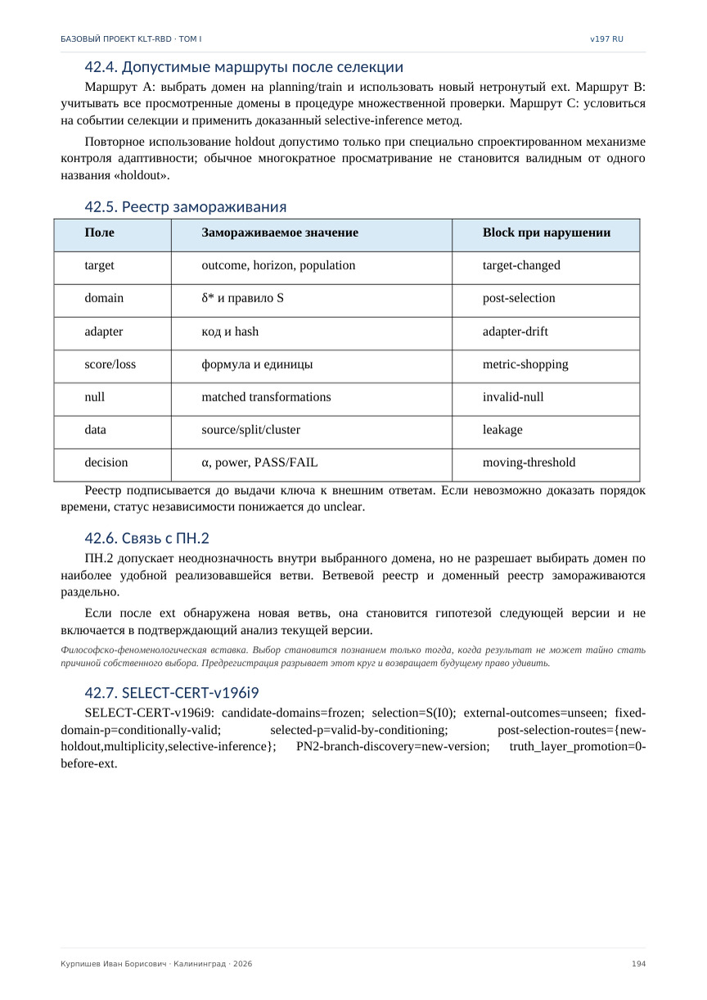 БАЗОВЫЙ ПРОЕКТ KLT-RBD · ТОМ I
v197 RU
42.4. Допустимые маршруты после селекции
Маршрут A: выбрать домен на planning/train и использовать новый нетронутый ext. Маршрут B:
учитывать все просмотренные домены в процедуре множественной проверки. Маршрут C: условиться
на событии селекции и применить доказанный selective-inference метод.
Повторное использование holdout допустимо только при специально спроектированном механизме
контроля адаптивности; обычное многократное просматривание не становится валидным от одного
названия «holdout».
42.5. Реестр замораживания
Поле Замораживаемое значение Block при нарушении
target outcome, horizon, population target-changed
domain δ* и правило S post-selection
adapter код и hash adapter-drift
score/loss формула и единицы metric-shopping
null matched transformations invalid-null
data source/split/cluster leakage
decision α, power, PASS/FAIL moving-threshold
Реестр подписывается до выдачи ключа к внешним ответам. Если невозможно доказать порядок
времени, статус независимости понижается до unclear.
42.6. Связь с ПН.2
ПН.2 допускает неоднозначность внутри выбранного домена, но не разрешает выбирать домен по
наиболее удобной реализовавшейся ветви. Ветвевой реестр и доменный реестр замораживаются
раздельно.
Если после ext обнаружена новая ветвь, она становится гипотезой следующей версии и не
включается в подтверждающий анализ текущей версии.
Философско-феноменологическая вставка. Выбор становится познанием только тогда, когда результат не может тайно стать
причиной собственного выбора. Предрегистрация разрывает этот круг и возвращает будущему право удивить.
42.7. SELECT-CERT-v196i9
SELECT-CERT-v196i9: candidate-domains=frozen; selection=S(I0); external-outcomes=unseen; fixed-
domain-p=conditionally-valid; selected-p=valid-by-conditioning; post-selection-routes={new-
holdout,multiplicity,selective-inference}; PN2-branch-discovery=new-version; truth_layer_promotion=0-
before-ext.
Курпишев Иван Борисович · Калининград · 2026
194